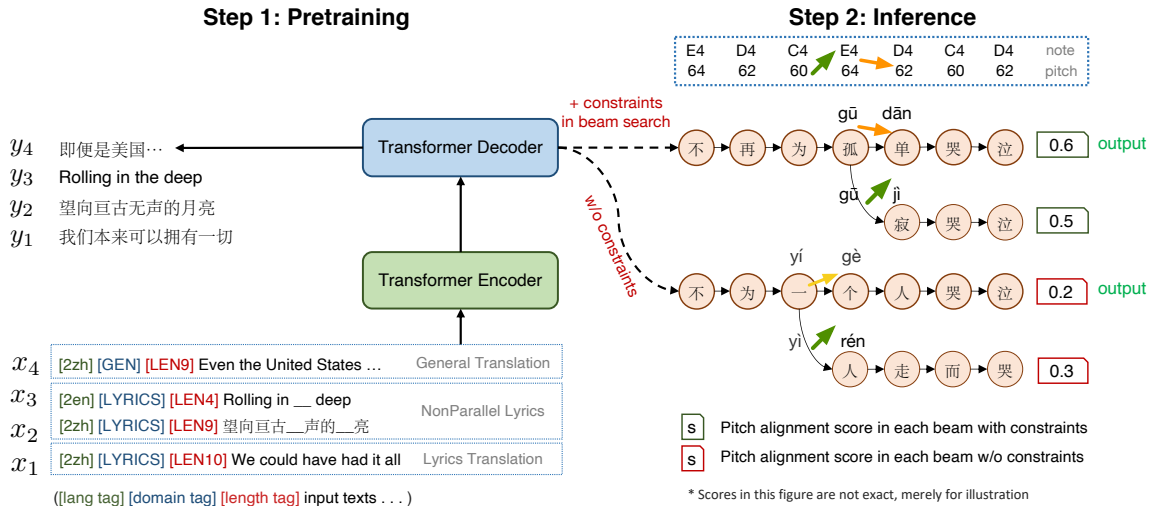 Step 1: Pretraining
Step 2: Inference
E4 D4 C4 E4 D4 C4 D4 note
64 62 60 64 62 60 62 pitch
+ constraints
in beam search
w/o constraints
gū dān
不 再 为 孤 单 哭 泣 0.6 output
gū jì
寂 哭 泣 0.5
yí gè
不 为 一 个 人 哭 泣 0.2 output
yì rén
人 走 而 哭 0.3
Transformer Decoder
Transformer Encoder
y4 即便是美国…
y3 Rolling in the deep
y2 望向亘古无声的月亮
y1 我们本来可以拥有一切
x4 [2zh] [GEN] [LEN9] Even the United States … General Translation
x3 [2en] [LYRICS] [LEN4] Rolling in __ deep
NonParallel Lyrics
x2 [2zh] [LYRICS] [LEN9] 望向亘古__声的__亮
x1 [2zh] [LYRICS] [LEN10] We could have had it all Lyrics Translation
([lang tag] [domain tag] [length tag] input texts . . . )
s Pitch alignment score in each beam with constraints
s Pitch alignment score in each beam w/o constraints
* Scores in this figure are not exact, merely for illustration